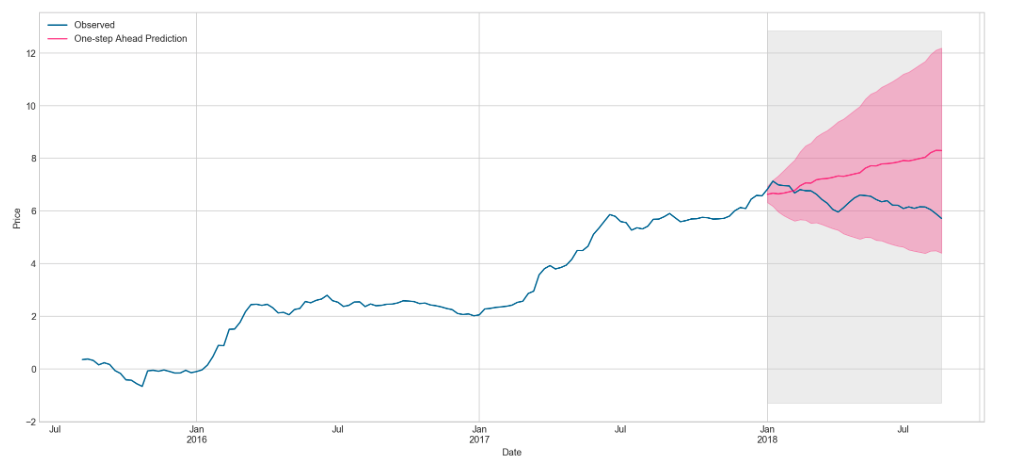 Observed
One-step Ahead Prediction
12
10
8
6
4
2
0
−2
Price
Jul
Jan
2016
Jul
Jan
2017
Jul
Jan
2018
Jul
Date